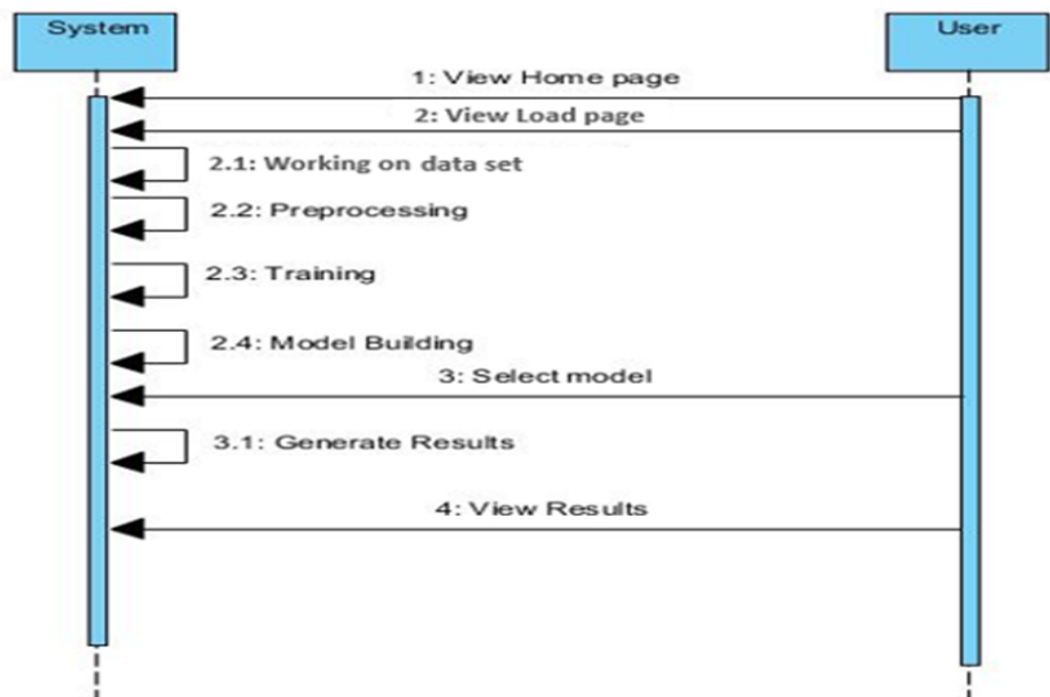 System
User
1: View Home page
2: View Load page
2.1: Working on data set
2.2: Preprocessing
2.3: Training
2.4: Model Building
3: Select model
3.1: Generate Results
4: View Results